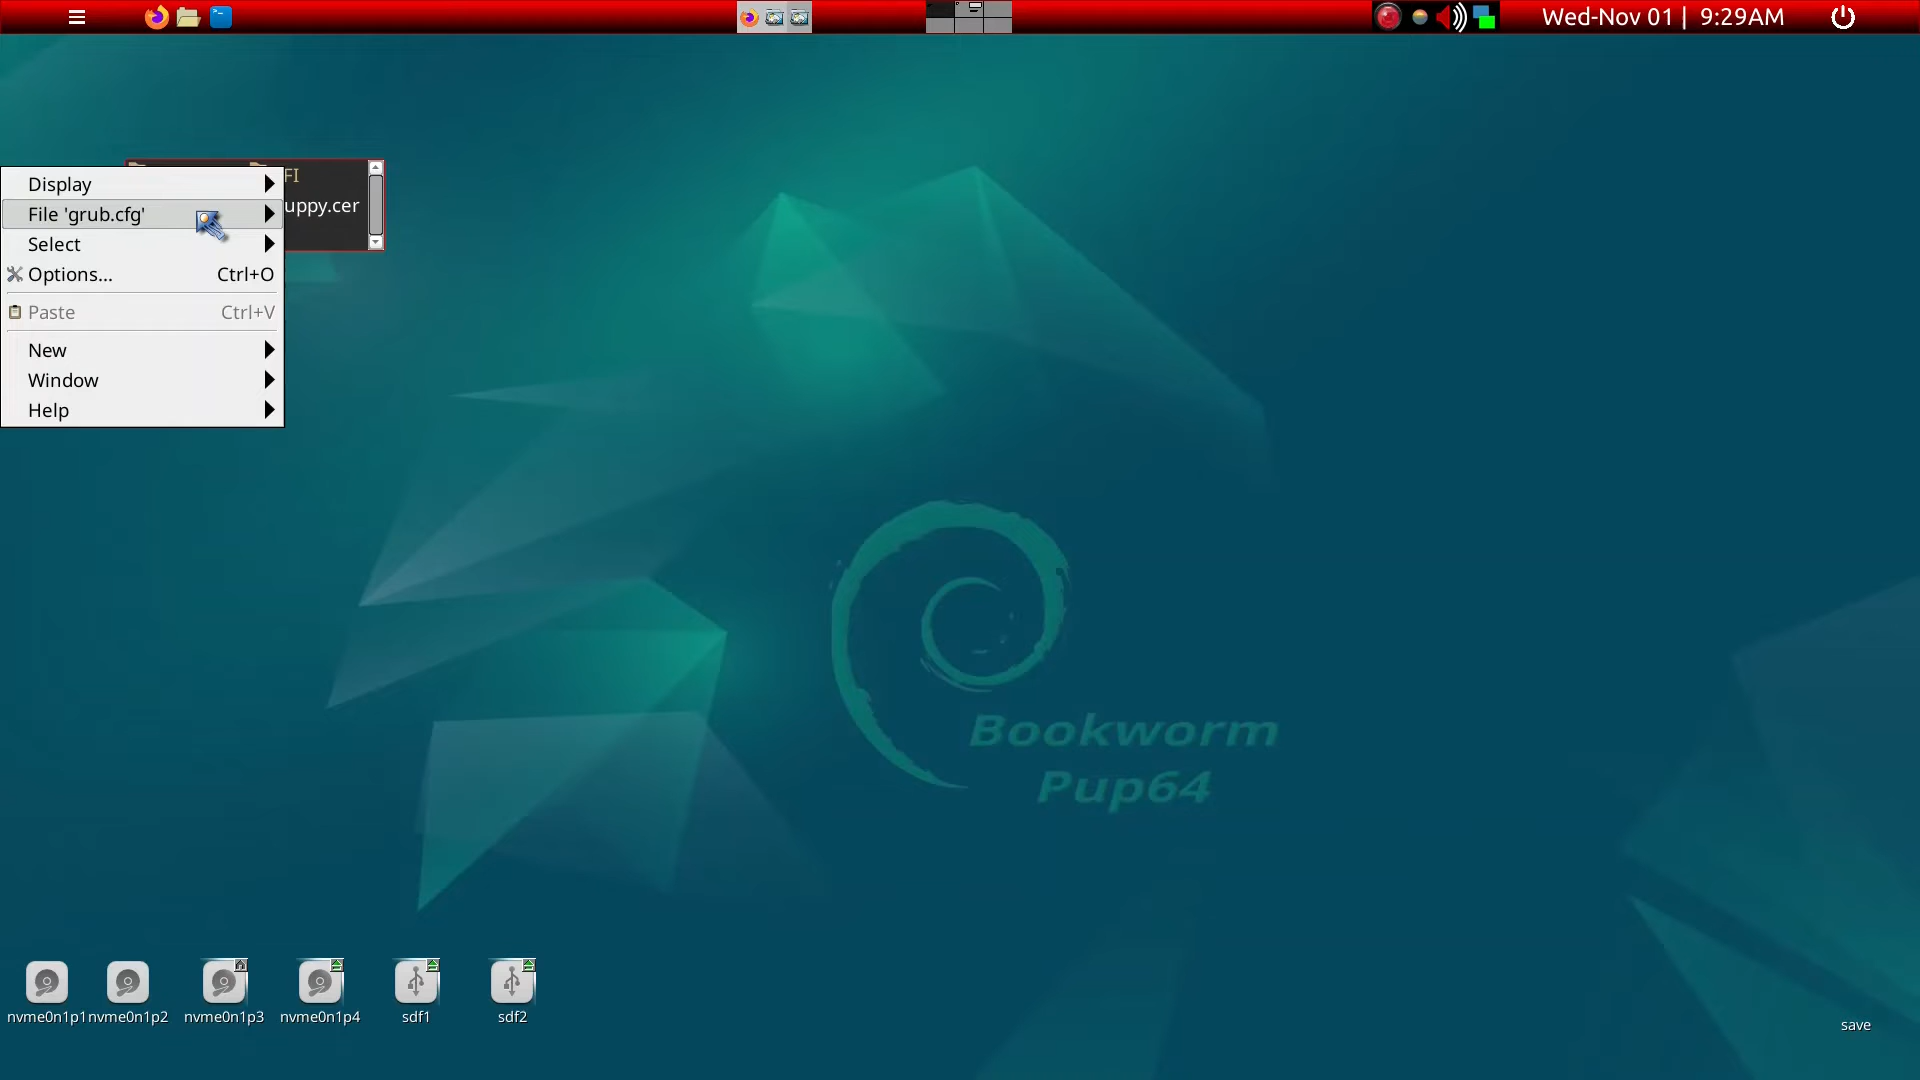 Wed-Nov 01 | 9:29AM
FI
uppy.cer
Display
File 'grub.cfg'
Select
Options... Ctrl+O
Paste Ctrl+V
New
Window
Help
Bookworm
Pup64
nvme0n1p1 nvme0n1p2 nvme0n1p3 nvme0n1p4 sdf1 sdf2
save